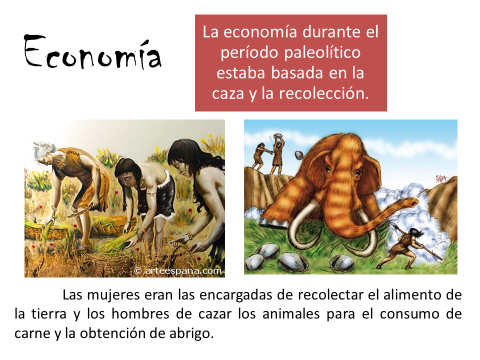 Economía
La economía durante el
período paleolítico
estaba basada en la
caza y la recolección.
© arteespana.com
Las mujeres eran las encargadas de recolectar el alimento de
la tierra y los hombres de cazar los animales para el consumo de
carne y la obtención de abrigo.